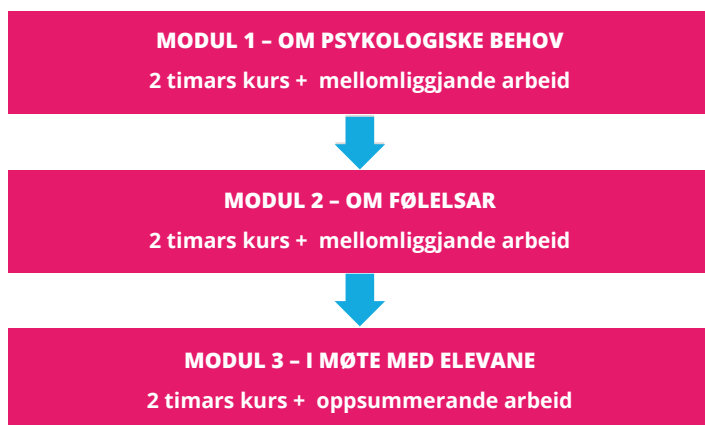 MODUL 1 – OM PSYKOLOGISKE BEHOV
2 timars kurs + mellomliggjande arbeid
MODUL 2 – OM FØLELSAR
2 timars kurs + mellomliggjande arbeid
MODUL 3 – I MØTE MED ELEVANE
2 timars kurs + oppsummerande arbeid